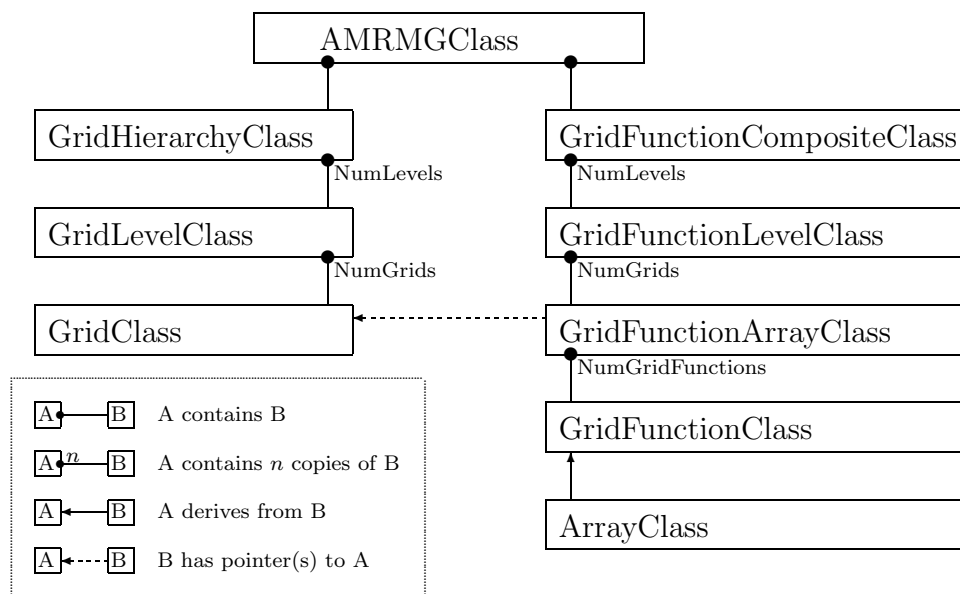 AMRMGClass
GridHierarchyClass
GridFunctionCompositeClass
NumLevels
NumLevels
GridLevelClass
GridFunctionLevelClass
NumGrids
NumGrids
GridClass
GridFunctionArrayClass
NumGridFunctions
GridFunctionClass
ArrayClass
A B A contains B
A n B A contains n copies of B
A B A derives from B
A B B has pointer(s) to A